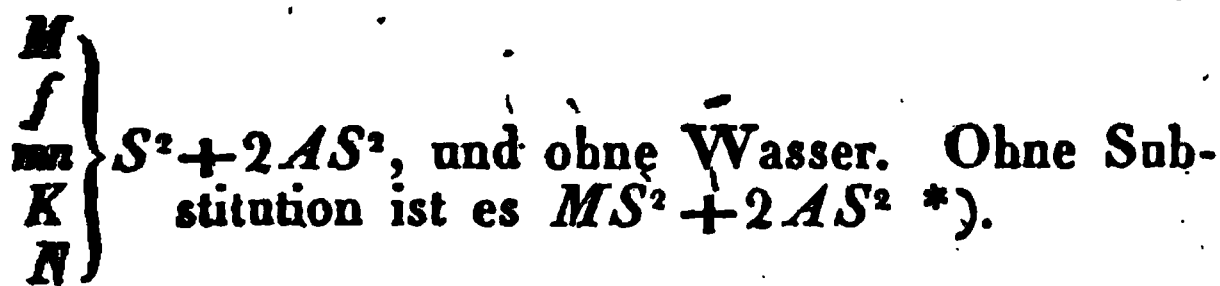 M
f
mn
K
N
} S²+2AS², und ohne Wasser. Ohne Sub-
stitution ist es MS²+2AS² *).